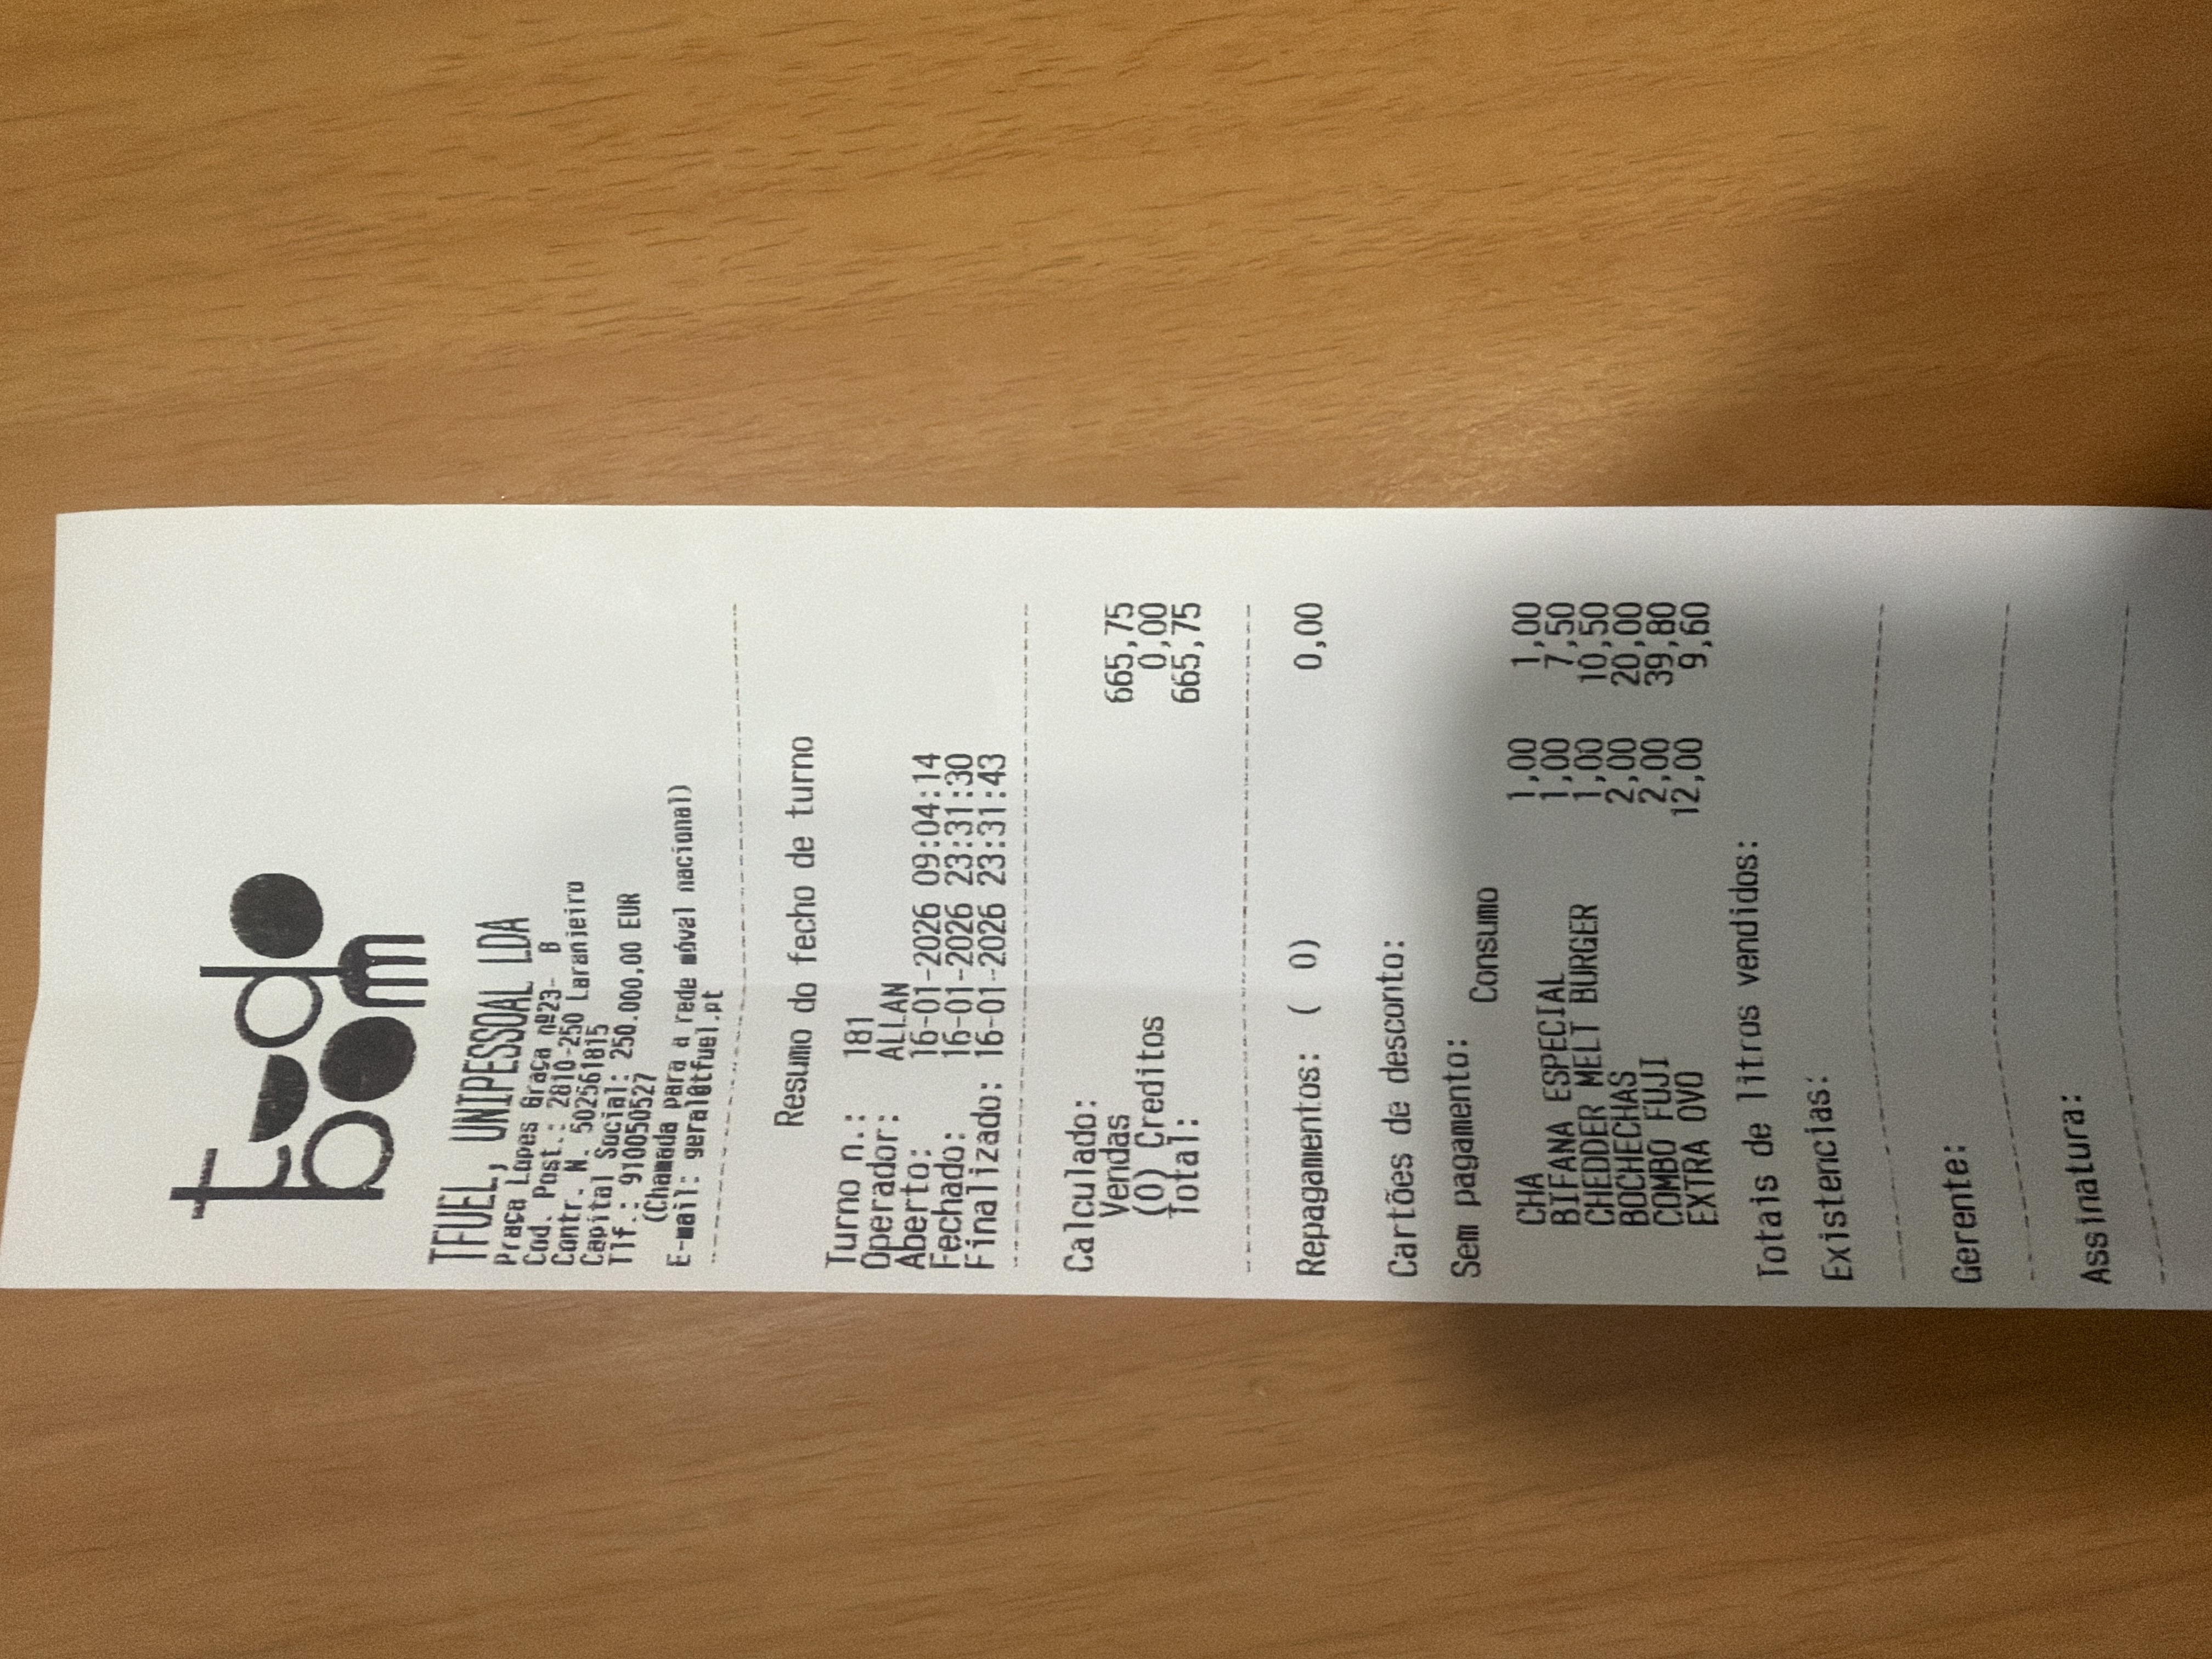 tudo
bom
TFUEL, UNIPESSOAL LDA
Praça Lopes Graça nº23- B
Cod. Post.: 2810-250 Laranjeiro
Contr. N. 502561815
Capital Social: 250.000,00 EUR
Tlf.: 910050527
(Chamada para a rede móval nacional)
E-mail: geral@tfuel.pt
Resumo do fecho de turno
Turno n.: 181
Operador: ALLAN
Aberto: 16-01-2026 09:04:14
Fechado: 16-01-2026 23:31:30
Finalizado: 16-01-2026 23:31:43
Calculado:
Vendas 665,75
(0) Creditos 0,00
Total: 665,75
Repagamentos: ( 0) 0,00
Cartões de desconto:
Sem pagamento:
Consumo
CHA 1,00 1,00
BIFANA ESPECIAL 1,00 7,50
CHEDDER MELT BURGER 1,00 10,50
BOCHECHAS 2,00 20,00
COMBO FUJI 2,00 39,80
EXTRA OVO 12,00 9,60
Totais de litros vendidos:
Existencias:
Gerente:
Assinatura: